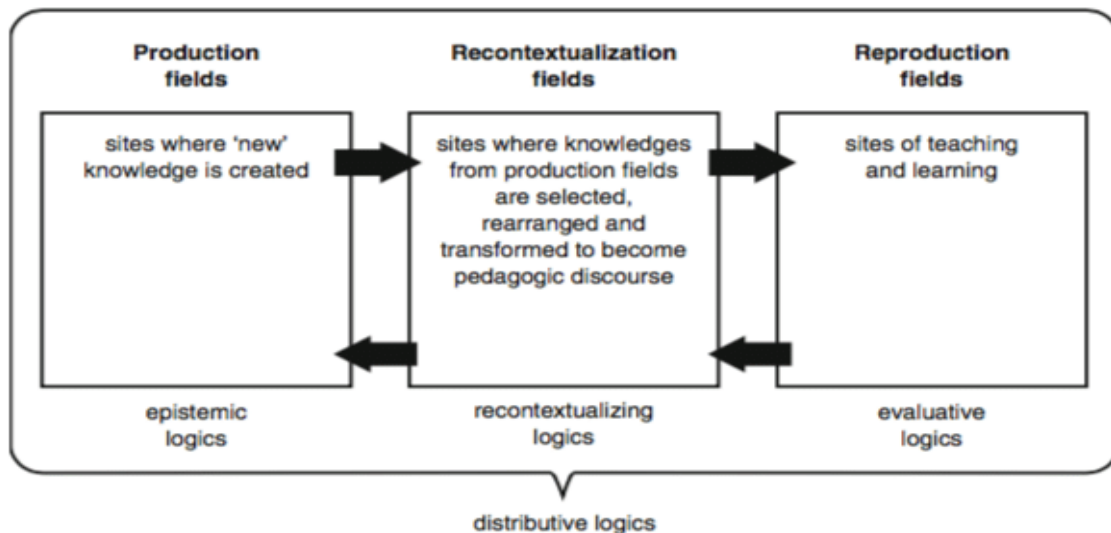 Production
fields
Recontextualization
fields
Reproduction
fields
sites where ‘new’
knowledge is created
sites where knowledges
from production fields
are selected,
rearranged and
transformed to become
pedagogic discourse
sites of teaching
and learning
epistemic
logics
recontextualizing
logics
evaluative
logics
distributive logics